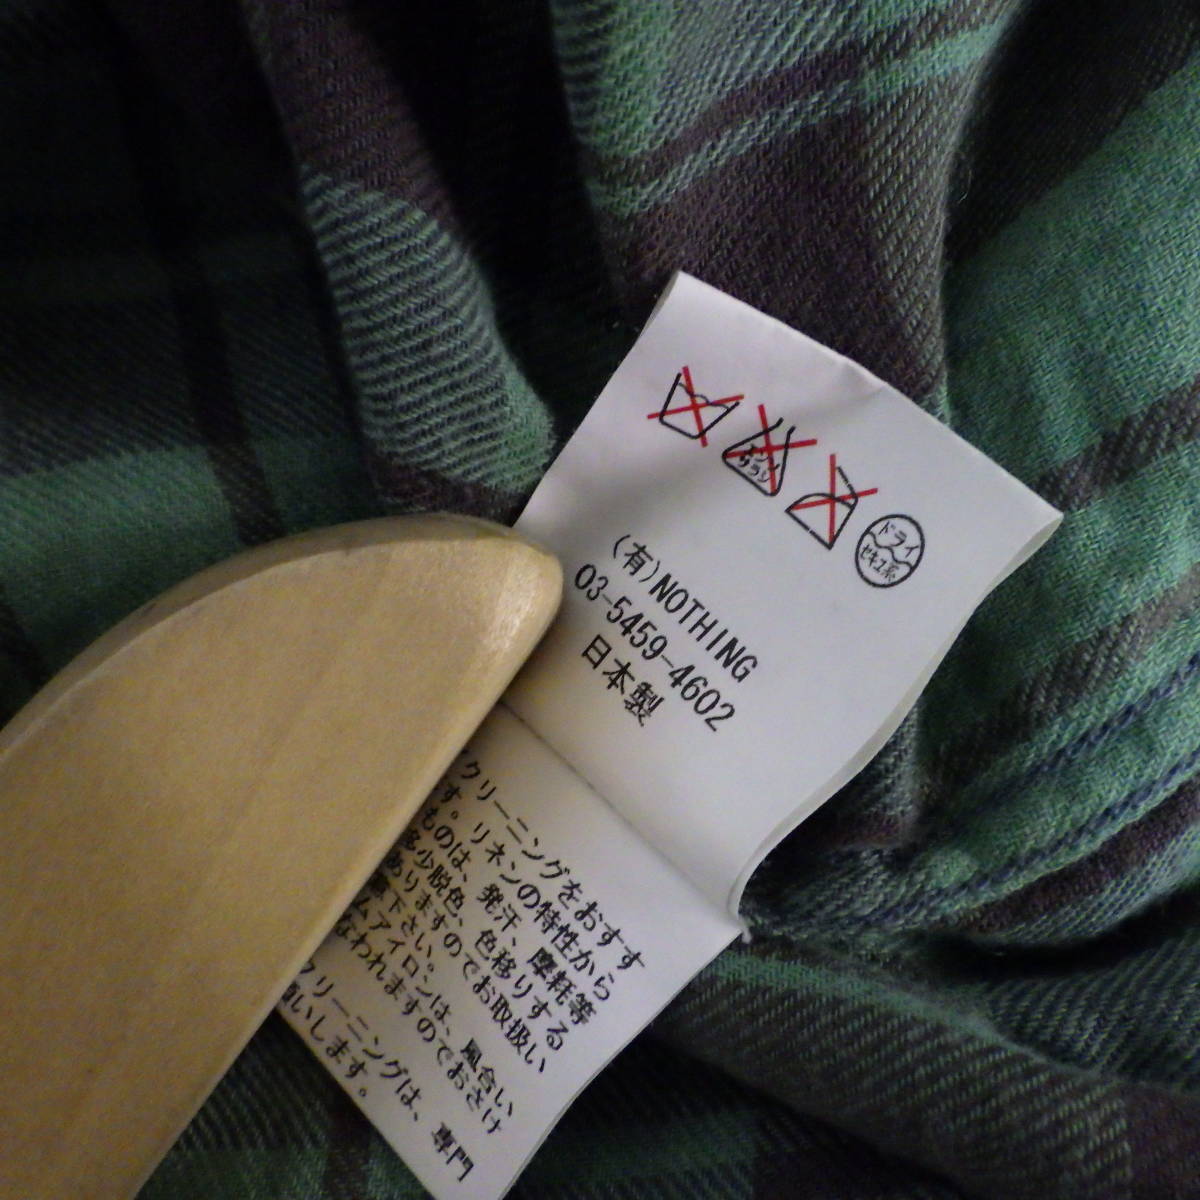 エンソ
サラシ
ドライ
セキユ系
(有)NOTHING
03-5459-4602
日本製
クリーニングをおすす
す。リネンの特性から
ものは、発汗、摩耗等
多少脱色、色移りする
ありますのでお取扱い
下さい。
ムアイロンは、風合い
なわれますのでおさけ
クリーニングは、専門
願いします。